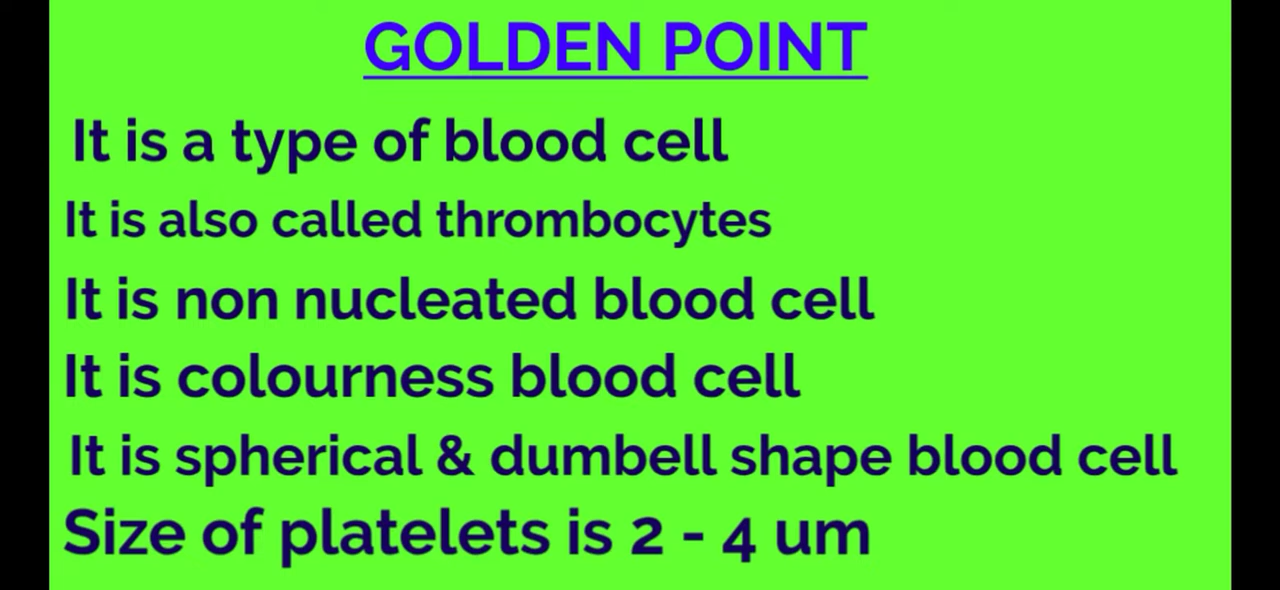 GOLDEN POINT
It is a type of blood cell
It is also called thrombocytes
It is non nucleated blood cell
It is colourness blood cell
It is spherical & dumbell shape blood cell
Size of platelets is 2 - 4 um